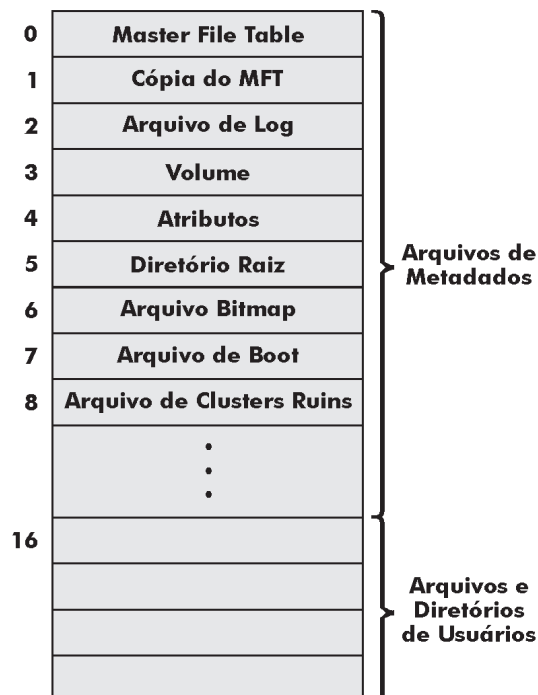 0 Master File Table
1 Cópia do MFT
2 Arquivo de Log
3 Volume
4 Atributos
5 Diretório Raiz
6 Arquivo Bitmap
7 Arquivo de Boot
8 Arquivo de Clusters Ruins
Arquivos de
Metadados
16
Arquivos e
Diretórios
de Usuários